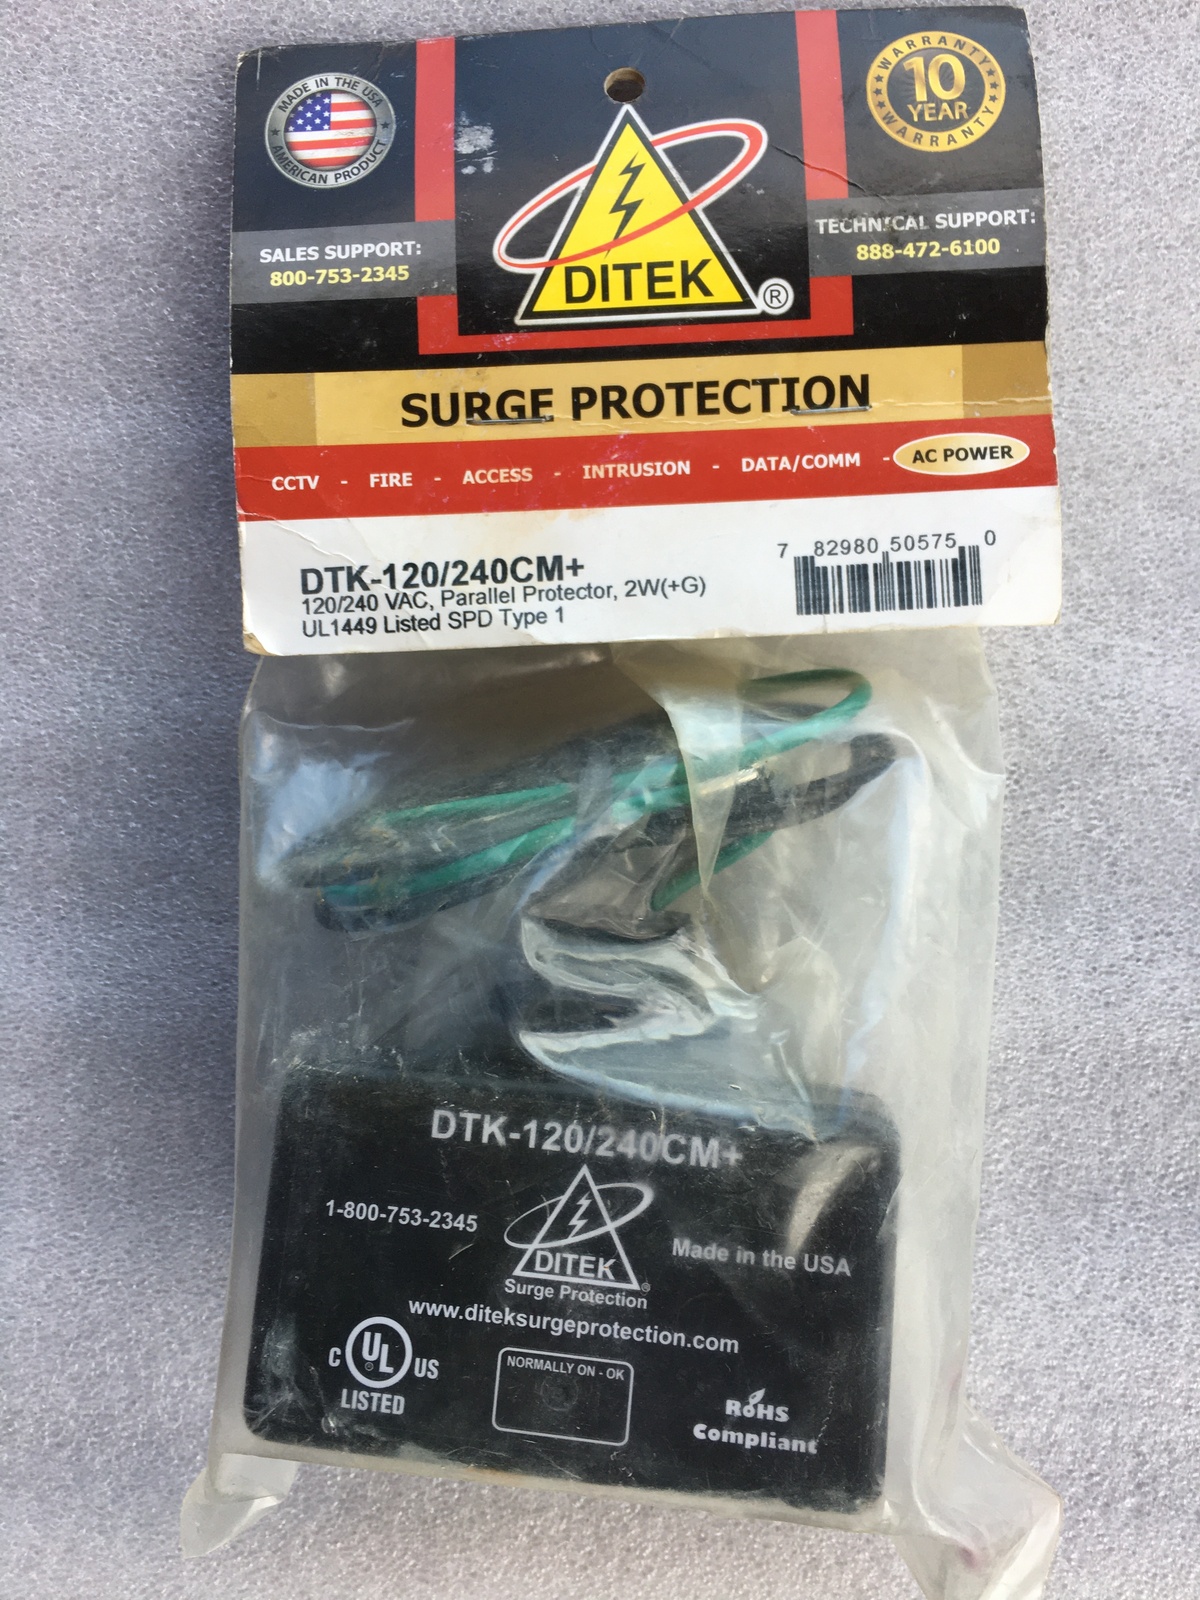 MADE IN THE USA
AMERICAN PRODUCT
WARRANTY
10
YEAR
WARRANTY
SALES SUPPORT:
800-753-2345
DITEK®
TECHNICAL SUPPORT:
888-472-6100
SURGE PROTECTION
CCTV - FIRE - ACCESS - INTRUSION - DATA/COMM - AC POWER
DTK-120/240CM+
120/240 VAC, Parallel Protector, 2W(+G)
UL1449 Listed SPD Type 1
7 82980 50575 0
DTK-120/240CM+
1-800-753-2345
DITEK®
Surge Protection
Made in the USA
www.diteksurgeprotection.com
C UL® US
LISTED
NORMALLY ON - OK
RoHS
Compliant